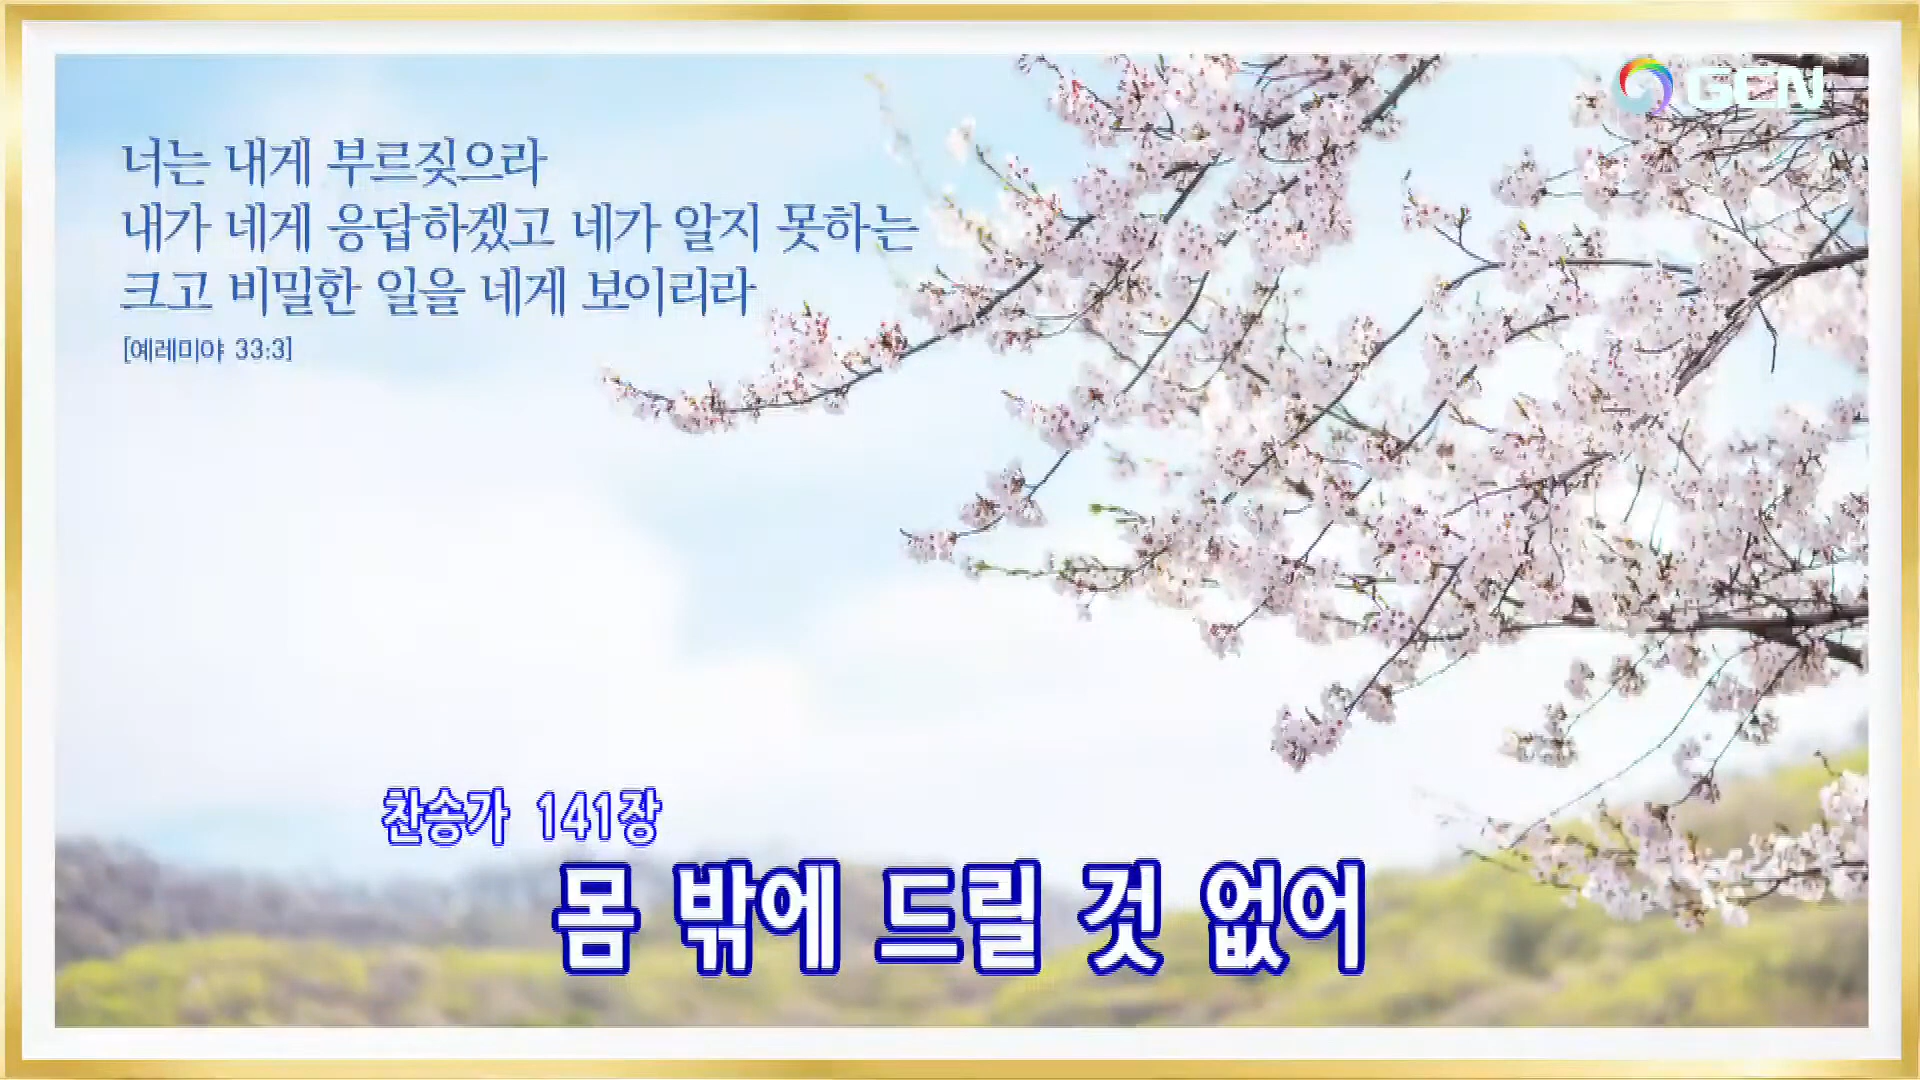 GCN
너는 내게 부르짖으라
내가 네게 응답하겠고 네가 알지 못하는
크고 비밀한 일을 네게 보이리라
[예레미야 33:3]
찬송가 141장
몸 밖에 드릴 것 없어